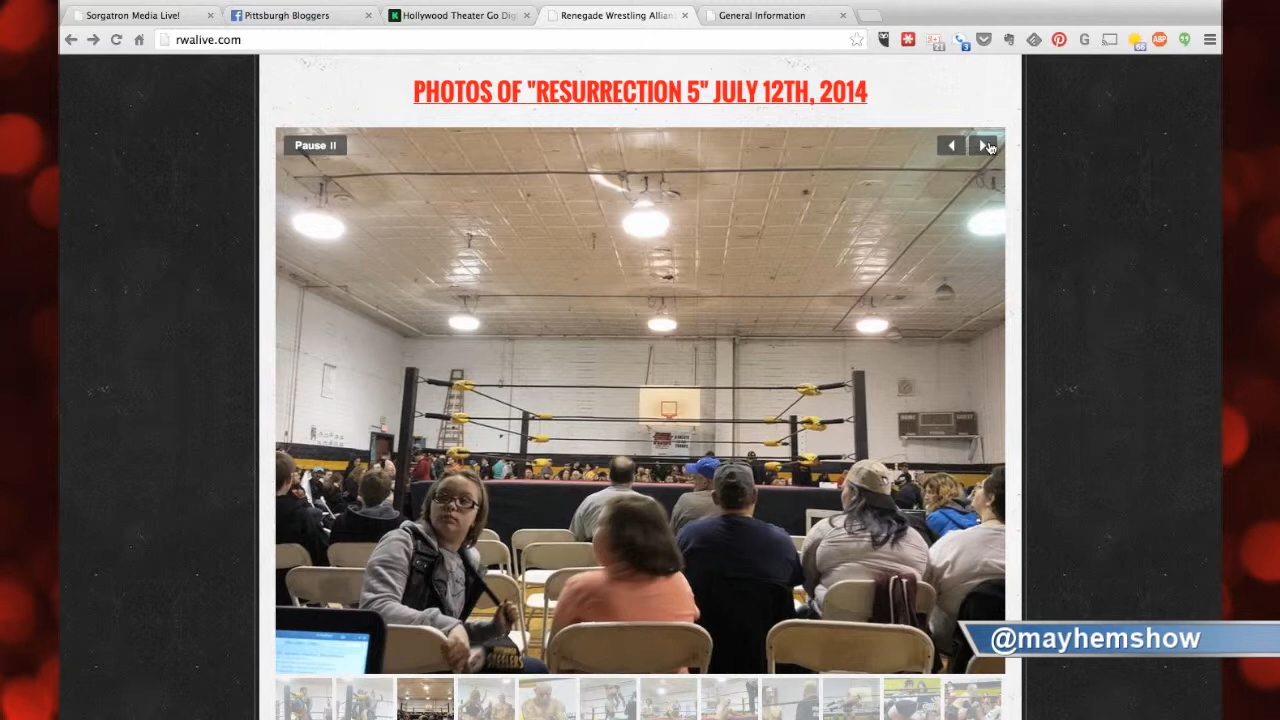 Sorgatron Media Live!
Pittsburgh Bloggers
Hollywood Theater Go Dig
Renegade Wrestling Allian
General Information
rwalive.com
PHOTOS OF "RESURRECTION 5" JULY 12TH, 2014
Pause
STEELERS
@mayhemshow